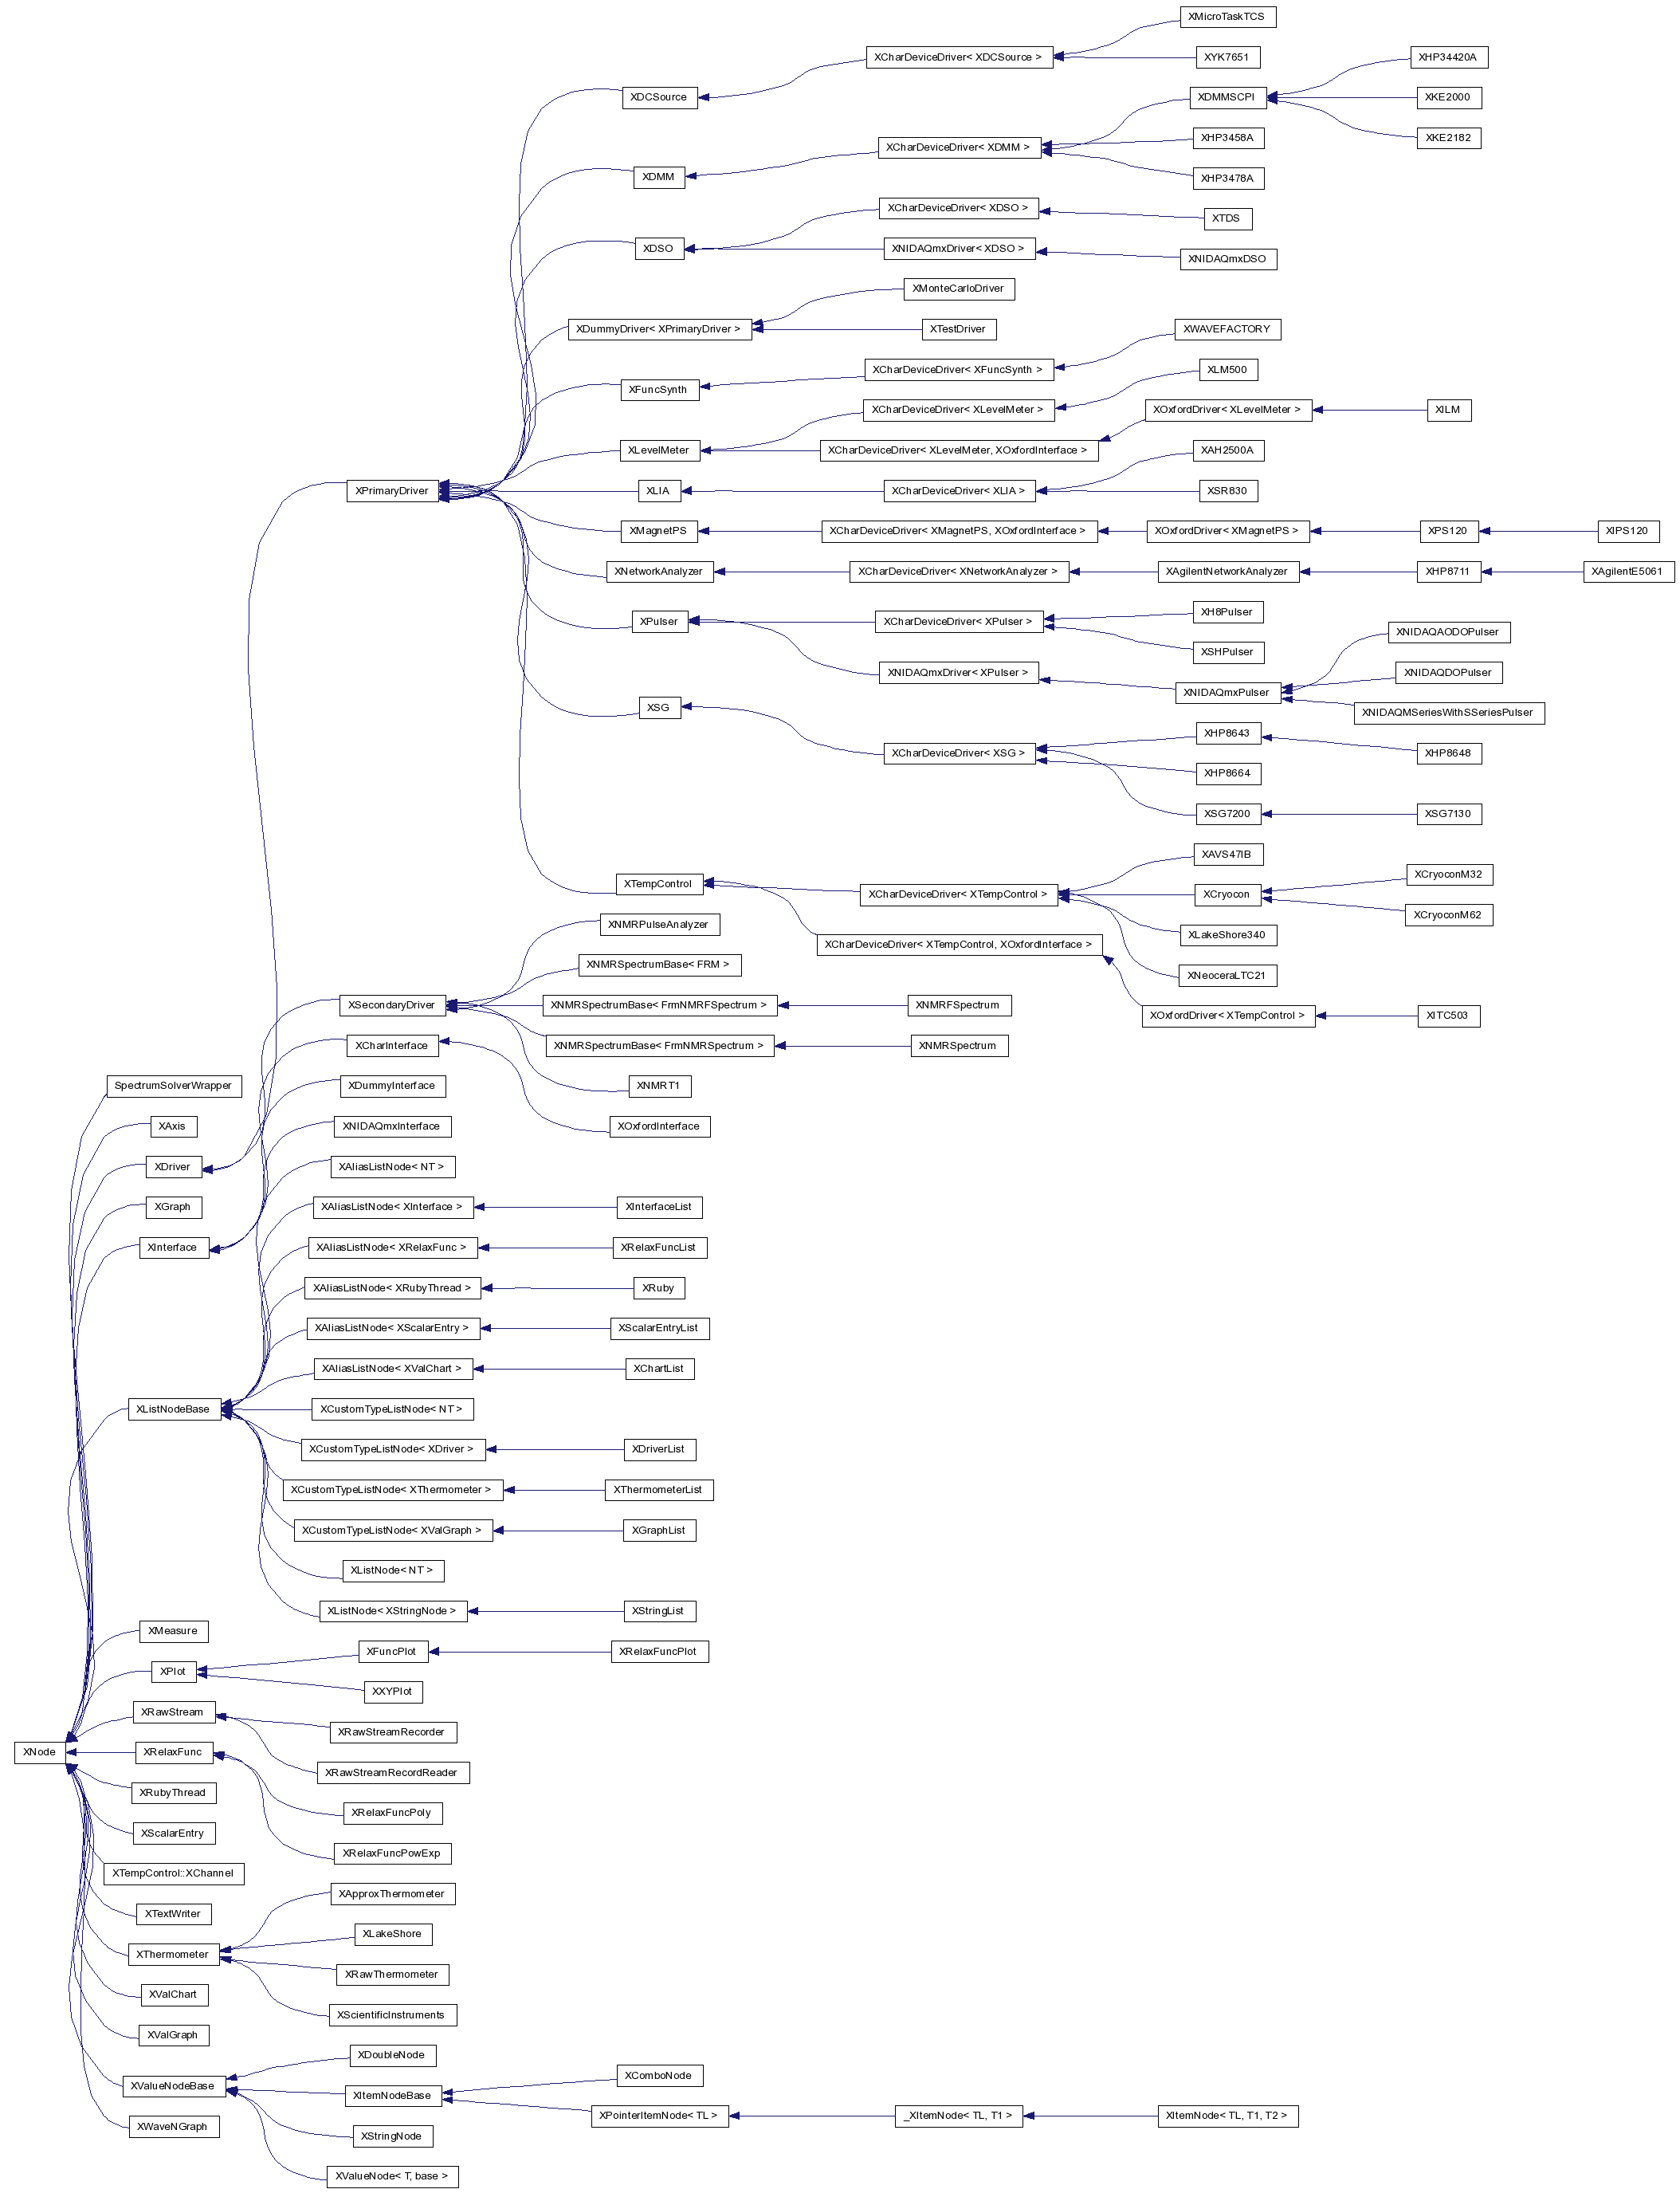 XMicroTaskTCS
XCharDeviceDriver< XDCSource >
XYK7651
XHP34420A
XDCSource
XDMMSCPI
XKE2000
XHP3458A
XKE2182
XCharDeviceDriver< XDMM >
XDMM
XHP3478A
XCharDeviceDriver< XDSO >
XTDS
XDSO
XNIDAQmxDriver< XDSO >
XNIDAQmxDSO
XMonteCarloDriver
XDummyDriver< XPrimaryDriver >
XTestDriver
XWAVEFACTORY
XFuncSynth
XCharDeviceDriver< XFuncSynth >
XLM500
XCharDeviceDriver< XLevelMeter >
XOxfordDriver< XLevelMeter >
XILM
XLevelMeter
XCharDeviceDriver< XLevelMeter, XOxfordInterface >
XAH2500A
XPrimaryDriver
XLIA
XCharDeviceDriver< XLIA >
XSR830
XMagnetPS
XCharDeviceDriver< XMagnetPS, XOxfordInterface >
XOxfordDriver< XMagnetPS >
XPS120
XIPS120
XNetworkAnalyzer
XCharDeviceDriver< XNetworkAnalyzer >
XAgilentNetworkAnalyzer
XHP8711
XAgilentE5061
XPulser
XCharDeviceDriver< XPulser >
XH8Pulser
XNIDAQAODOPulser
XSHPulser
XNIDAQmxDriver< XPulser >
XNIDAQDOPulser
XNIDAQmxPulser
XNIDAQMSeriesWithSSeriesPulser
XSG
XCharDeviceDriver< XSG >
XHP8643
XHP8648
XHP8664
XSG7200
XSG7130
XAVS47IB
XTempControl
XCharDeviceDriver< XTempControl >
XCryocon
XCryoconM32
XCryoconM62
XNMRPulseAnalyzer
XCharDeviceDriver< XTempControl, XOxfordInterface >
XLakeShore340
XNMRSpectrumBase< FRM >
XNeoceraLTC21
XSecondaryDriver
XNMRSpectrumBase< FrmNMRFSpectrum >
XNMRFSpectrum
XOxfordDriver< XTempControl >
XITC503
XCharInterface
XNMRSpectrumBase< FrmNMRSpectrum >
XNMRSpectrum
SpectrumSolverWrapper
XDummyInterface
XNMRT1
XAxis
XNIDAQmxInterface
XOxfordInterface
XDriver
XAliasListNode< NT >
XGraph
XAliasListNode< XInterface >
XInterfaceList
XInterface
XAliasListNode< XRelaxFunc >
XRelaxFuncList
XAliasListNode< XRubyThread >
XRuby
XAliasListNode< XScalarEntry >
XScalarEntryList
XAliasListNode< XValChart >
XChartList
XListNodeBase
XCustomTypeListNode< NT >
XCustomTypeListNode< XDriver >
XDriverList
XCustomTypeListNode< XThermometer >
XThermometerList
XCustomTypeListNode< XValGraph >
XGraphList
XListNode< NT >
XListNode< XStringNode >
XStringList
XMeasure
XFuncPlot
XRelaxFuncPlot
XPlot
XXYPlot
XRawStream
XRawStreamRecorder
XNode
XRelaxFunc
XRawStreamRecordReader
XRubyThread
XRelaxFuncPoly
XScalarEntry
XRelaxFuncPowExp
XTempControl::XChannel
XApproxThermometer
XTextWriter
XLakeShore
XThermometer
XRawThermometer
XValChart
XScientificInstruments
XValGraph
XDoubleNode
XValueNodeBase
XItemNodeBase
XComboNode
XPointerItemNode< TL >
_XItemNode< TL, T1 >
XItemNode< TL, T1, T2 >
XWaveNGraph
XStringNode
XValueNode< T, base >